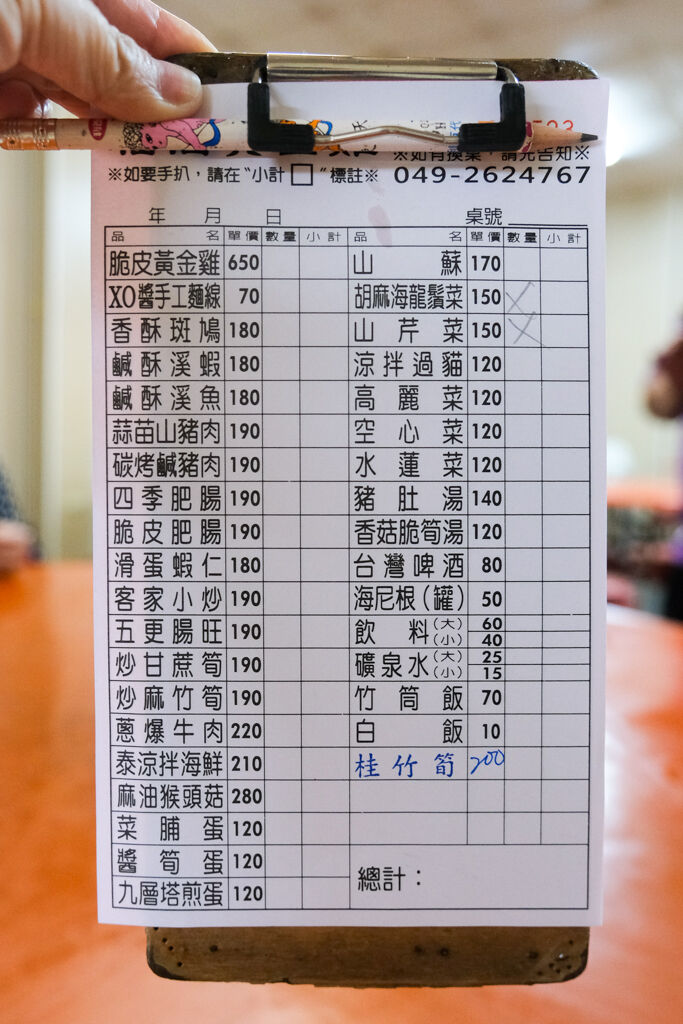 ※如有換桌，請先告知※
※如要手扒，請在“小計□”標註※ 049-2624767
年 月 日 桌號
品名 單價 數量 小計 品名 單價 數量 小計
脆皮黃金雞 650 山蘇 170
XO醬手工麵線 70 胡麻海龍鬚菜 150
香酥斑鳩 180 山芹菜 150
鹹酥溪蝦 180 涼拌過貓 120
鹹酥溪魚 180 高麗菜 120
蒜苗山豬肉 190 空心菜 120
碳烤鹹豬肉 190 水蓮菜 120
四季肥腸 190 豬肚湯 140
脆皮肥腸 190 香菇脆筍湯 120
滑蛋蝦仁 180 台灣啤酒 80
客家小炒 190 海尼根(罐) 50
五更腸旺 190 飲料(大) 60 (小) 40
炒甘蔗筍 190 礦泉水(大) 25 (小) 15
炒麻竹筍 190 竹筒飯 70
蔥爆牛肉 220 白飯 10
泰涼拌海鮮 210 桂竹筍 200
麻油猴頭菇 280
菜脯蛋 120
醬筍蛋 120 總計：
九層塔煎蛋 120